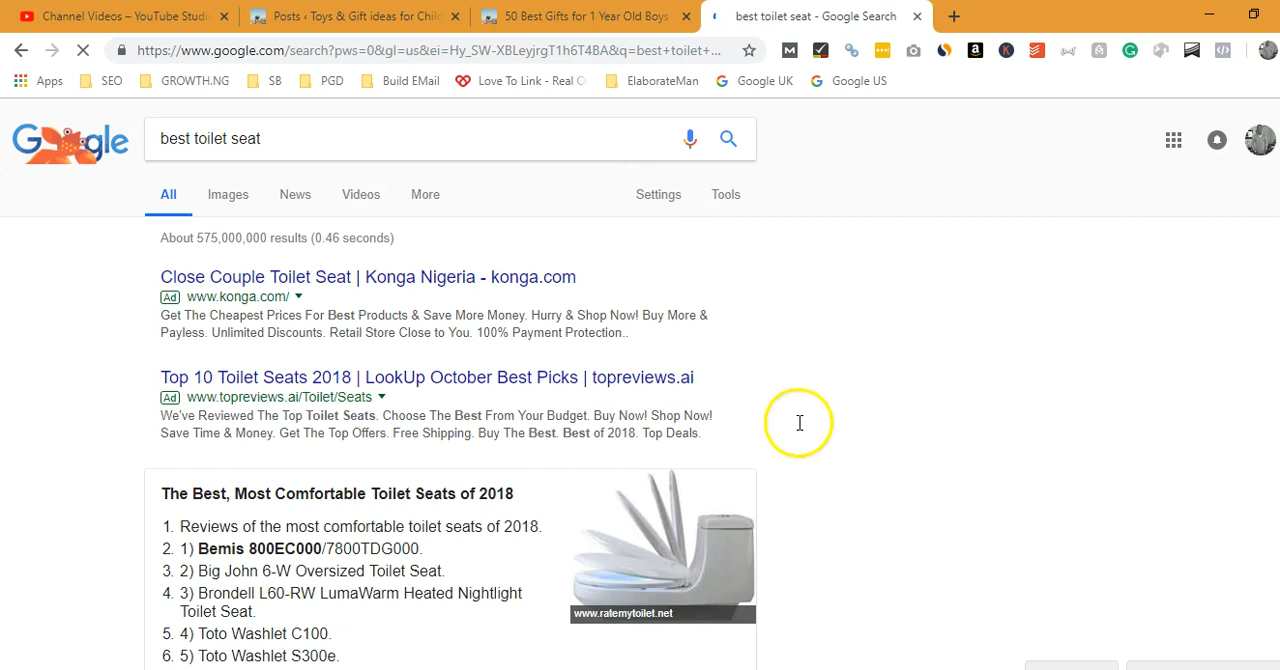 Channel Videos – YouTube Studi
Posts ‹ Toys & Gift ideas for Chil
50 Best Gifts for 1 Year Old Boys
best toilet seat - Google Search
https://www.google.com/search?pws=0&gl=us&ei=Hy_SW-XBLeyjrgT1h6T4BA&q=best+toilet+...
Apps
SEO
GROWTH.NG
SB
PGD
Build EMail
Love To Link - Real O
ElaborateMan
Google UK
Google US
Google
best toilet seat
All
Images
News
Videos
More
Settings
Tools
About 575,000,000 results (0.46 seconds)
Close Couple Toilet Seat | Konga Nigeria - konga.com
Ad www.konga.com/
Get The Cheapest Prices For Best Products & Save More Money. Hurry & Shop Now! Buy More &
Payless. Unlimited Discounts. Retail Store Close to You. 100% Payment Protection..
Top 10 Toilet Seats 2018 | LookUp October Best Picks | topreviews.ai
Ad www.topreviews.ai/Toilet/Seats
We've Reviewed The Top Toilet Seats. Choose The Best From Your Budget. Buy Now! Shop Now!
Save Time & Money. Get The Top Offers. Free Shipping. Buy The Best. Best of 2018. Top Deals.
The Best, Most Comfortable Toilet Seats of 2018
1. Reviews of the most comfortable toilet seats of 2018.
2. 1) Bemis 800EC000/7800TDG000.
3. 2) Big John 6-W Oversized Toilet Seat.
4. 3) Brondell L60-RW LumaWarm Heated Nightlight
Toilet Seat.
5. 4) Toto Washlet C100.
6. 5) Toto Washlet S300e.
www.ratemytoilet.net